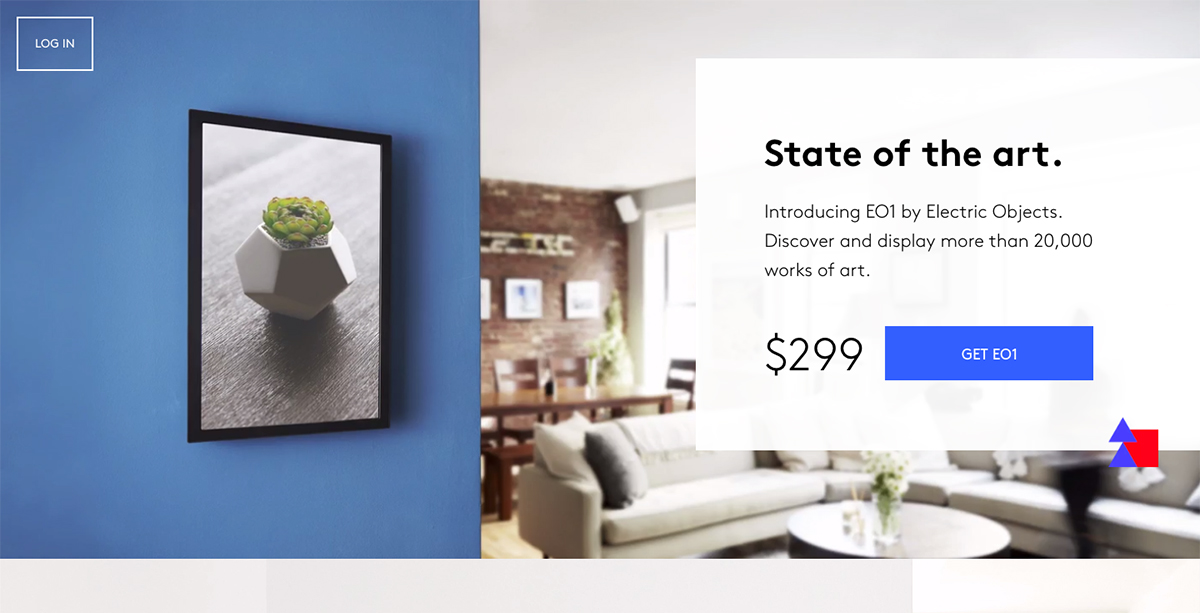 LOG IN
State of the art.
Introducing EO1 by Electric Objects.
Discover and display more than 20,000
works of art.
$299
GET EO1